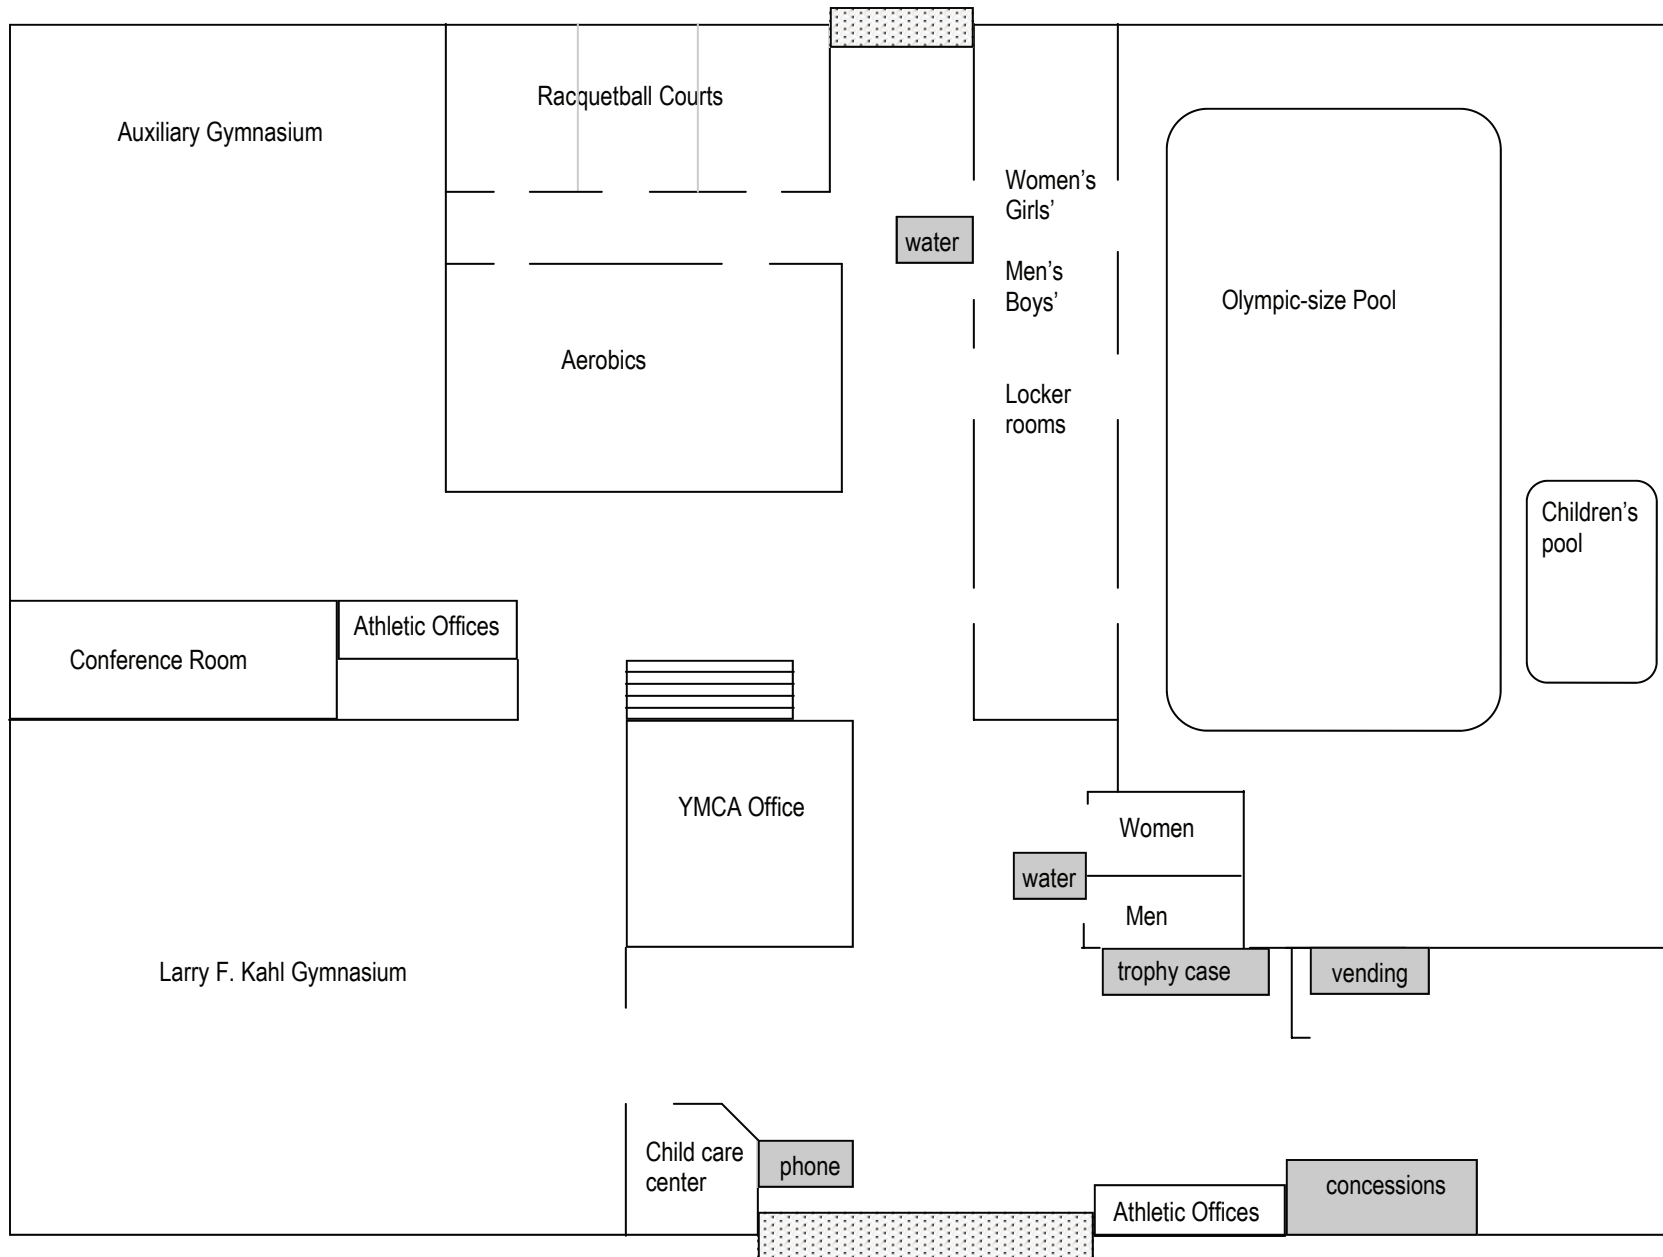 Racquetball Courts
Auxiliary Gymnasium
Women’s
Girls’
water
Men’s
Boys’
Olympic-size Pool
Aerobics
Locker
rooms
Children’s
pool
Athletic Offices
Conference Room
YMCA Office
Women
water
Men
Larry F. Kahl Gymnasium
trophy case
vending
Child care
center
phone
concessions
Athletic Offices